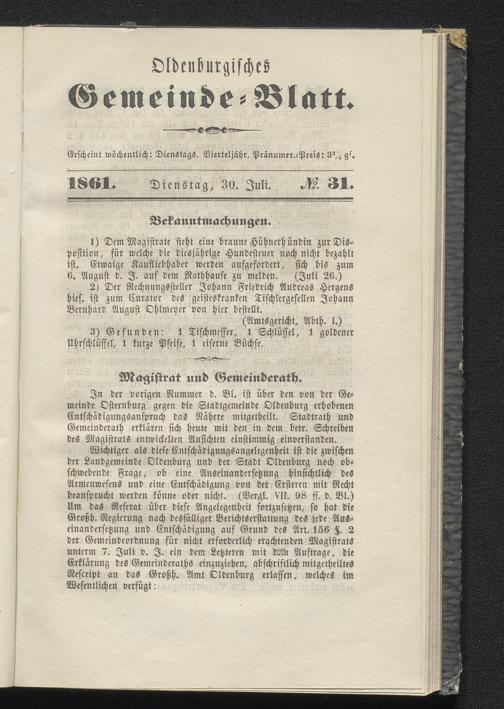 Oldenburgisches
Gemeinde-Blatt.
Erscheint wöchentlich: Dienstags. Vierteljähr. Pränumer.-Preis: 3¾ gſ.
1861. Dienstag, 30. Juli. № 31.
Bekanntmachungen.
1) Dem Magistrate steht eine braune Hühnerhündin zur Dis-
position, für welche die diesjährige Hundesteuer noch nicht bezahlt
ist. Etwaige Kaufliebhaber werden aufgefordert, sich bis zum
6. August d. J. auf dem Rathhause zu melden. (Juli 26.)
2) Der Rechnungssteller Johann Friedrich Andreas Hergens
hies. ist zum Curator des geisteskranken Tischlergesellen Johann
Bernhard August Ohlmeyer von hier bestellt.
(Amtsgericht, Abth. I.)
3) Gefunden: 1 Tischmesser, 1 Schlüssel, 1 goldener
Uhrschlüssel, 1 kurze Pfeife, 1 eiserne Büchse.
Magistrat und Gemeinderath.
In der vorigen Nummer d. Bl. ist über den von der Ge-
meinde Osternburg gegen die Stadtgemeinde Oldenburg erhobenen
Entschädigungsanspruch das Nähere mitgetheilt. Stadtrath und
Gemeinderath erklären sich heute mit den in dem betr. Schreiben
des Magistrats entwickelten Ansichten einstimmig einverstanden.
Wichtiger als diese Entschädigungsangelegenheit ist die zwischen
der Landgemeinde Oldenburg und der Stadt Oldenburg noch ob-
schwebende Frage, ob eine Auseinandersetzung hinsichtlich des
Armenwesens und eine Entschädigung von der Ersteren mit Recht
beansprucht werden könne oder nicht. (Vergl. VII. 98 ff. d. Bl.)
Um das Referat über diese Angelegenheit fortzusetzen, so hat die
Großh. Regierung nach desfälliger Berichtserstattung des jede Aus-
einandersetzung und Entschädigung auf Grund des Art. 156 §. 2
der Gemeindeordnung für nicht erforderlich erachtenden Magistrats
unterm 7. Juli v. J. ein dem Letzteren mit dem Auftrage, die
Erklärung des Gemeinderaths einzuziehen, abschriftlich mitgetheiltes
Rescript an das Großh. Amt Oldenburg erlassen, welches im
Wesentlichen verfügt: